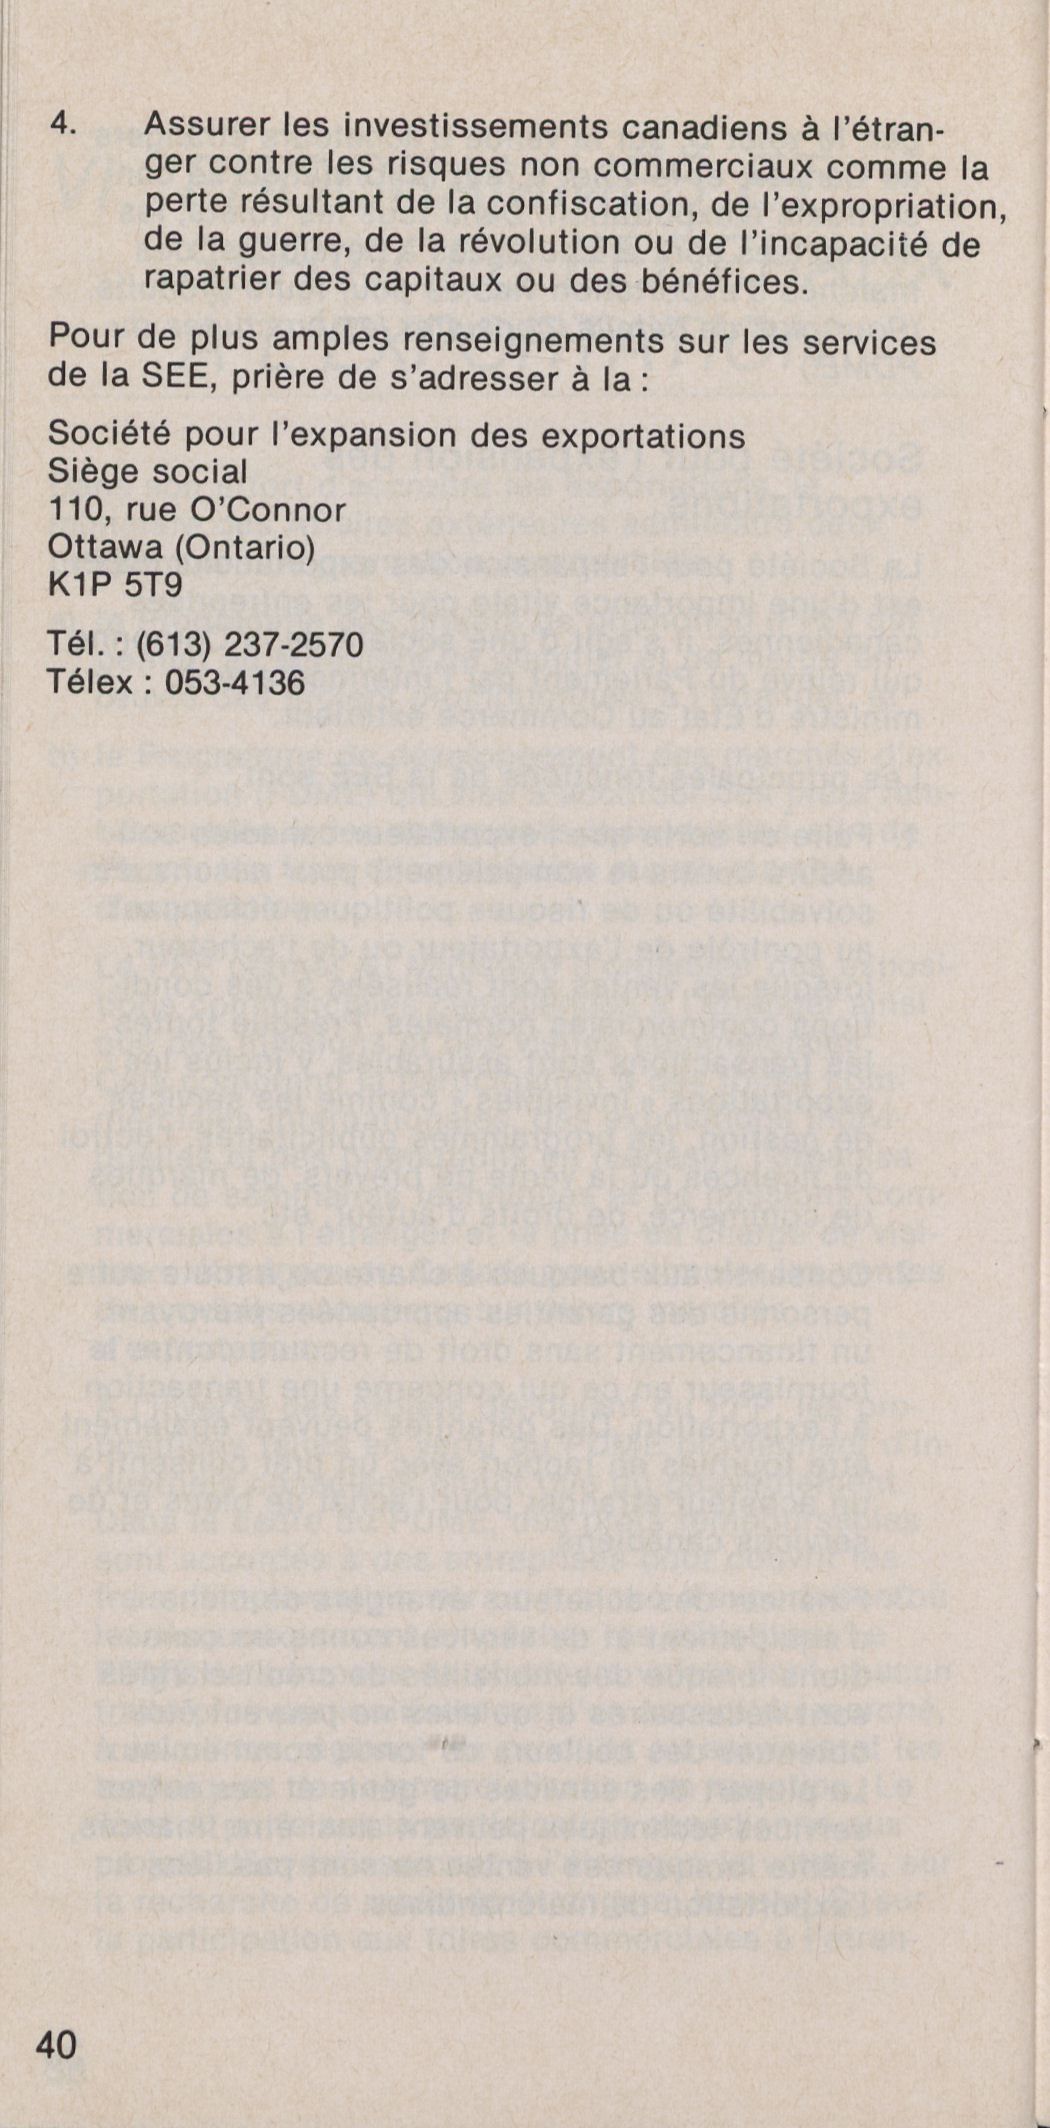 4. Assurer les investissements canadiens à l'étran-
ger contre les risques non commerciaux comme la
perte résultant de la confiscation, de l'expropriation,
de la guerre, de la révolution ou de l'incapacité de
rapatrier des capitaux ou des bénéfices.
Pour de plus amples renseignements sur les services
de la SEE, prière de s'adresser à la :
Société pour l'expansion des exportations
Siège social
110, rue O'Connor
Ottawa (Ontario)
K1P 5T9
Tél. : (613) 237-2570
Télex : 053-4136
40